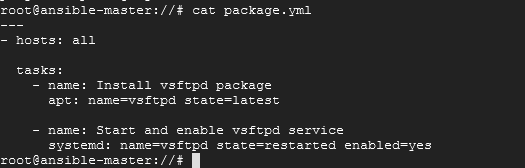 root@ansible-master://# cat package.yml
---
- hosts: all
  tasks:
    - name: Install vsftpd package
      apt: name=vsftpd state=latest
    - name: Start and enable vsftpd service
      systemd: name=vsftpd state=restarted enabled=yes
root@ansible-master://#